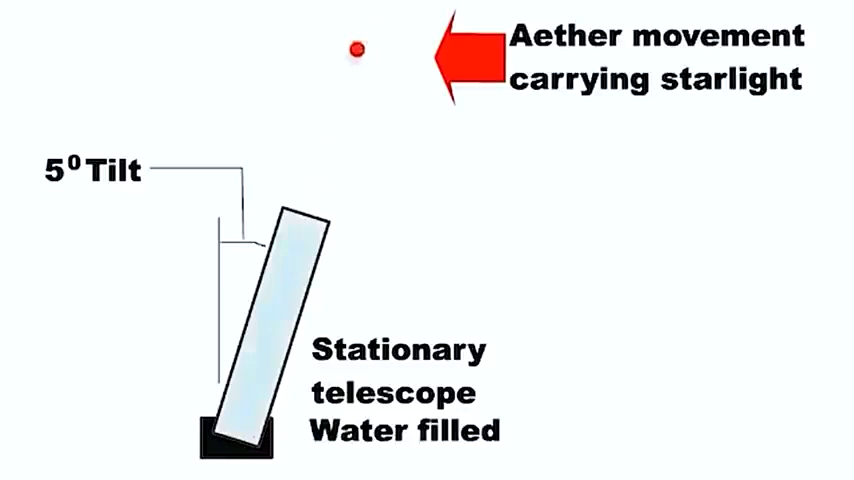 Aether movement
carrying starlight
5⁰ Tilt
Stationary
telescope
Water filled